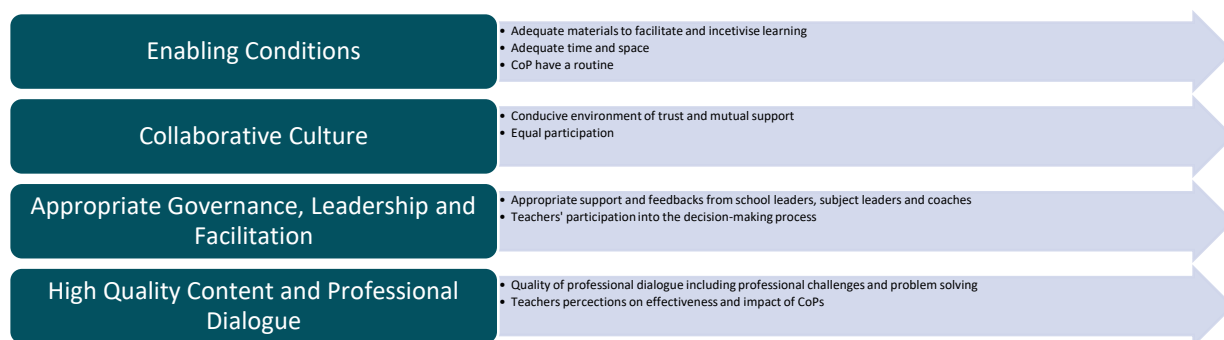 Enabling Conditions
• Adequate materials to facilitate and incetivise learning
• Adequate time and space
• CoP have a routine
Collaborative Culture
• Conducive environment of trust and mutual support
• Equal participation
Appropriate Governance, Leadership and
Facilitation
• Appropriate support and feedbacks from school leaders, subject leaders and coaches
• Teachers' participation into the decision-making process
High Quality Content and Professional
Dialogue
• Quality of professional dialogue including professional challenges and problem solving
• Teachers percections on effectiveness and impact of CoPs